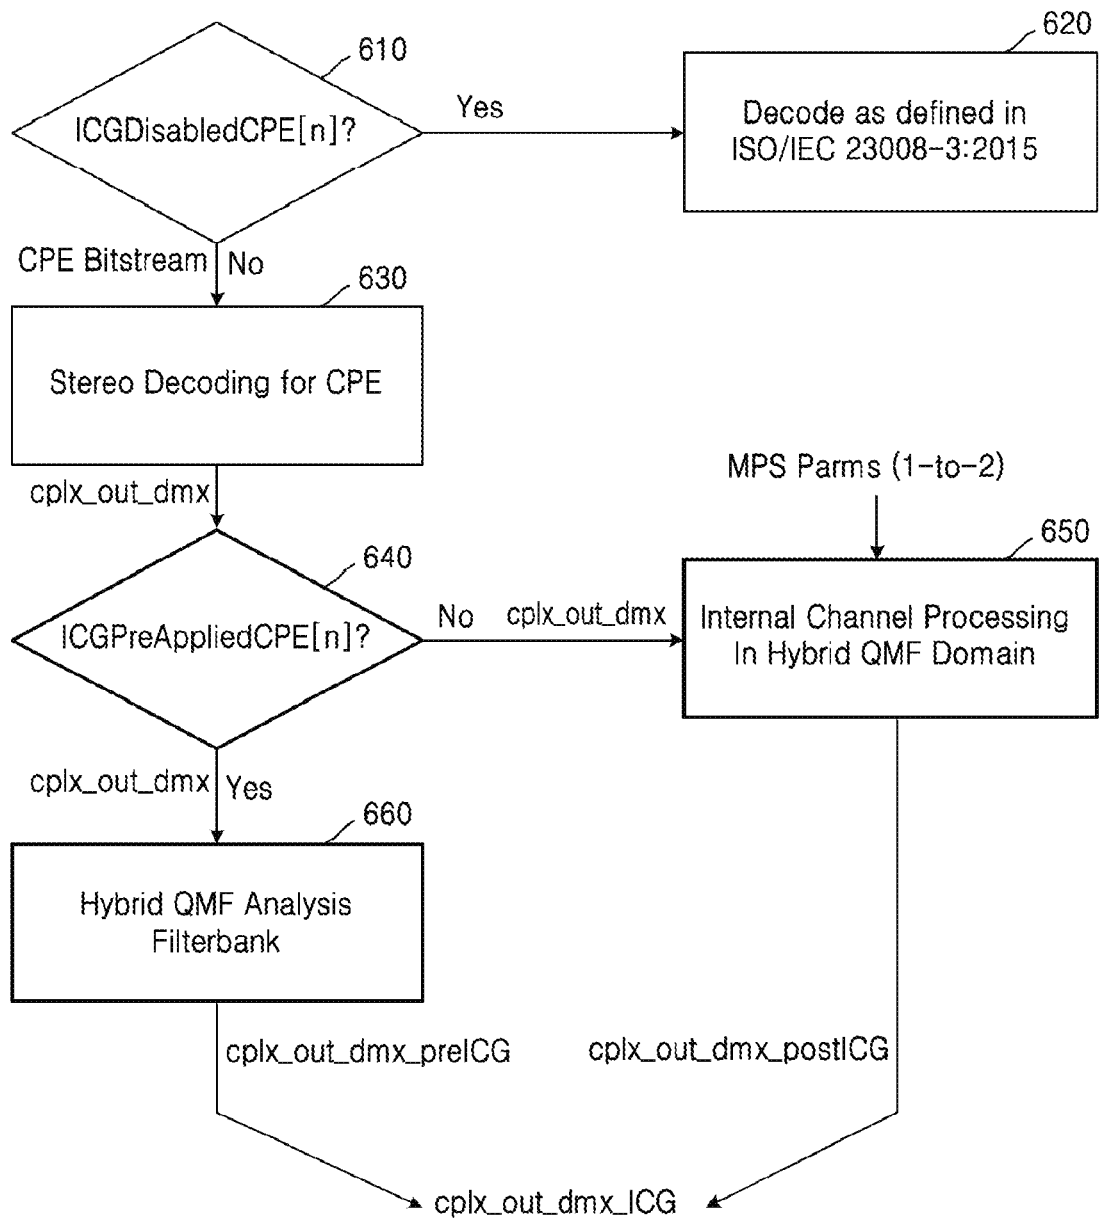 610
620
ICGDisabledCPE[n]?
Yes
Decode as defined in
ISO/IEC 23008-3:2015
CPE Bitstream
No
630
Stereo Decoding for CPE
cplx_out_dmx
MPS Parms (1-to-2)
640
650
ICGPreAppliedCPE[n]?
No
cplx_out_dmx
Internal Channel Processing
In Hybrid QMF Domain
cplx_out_dmx
Yes
660
Hybrid QMF Analysis
Filterbank
cplx_out_dmx_preICG
cplx_out_dmx_postICG
cplx_out_dmx_ICG